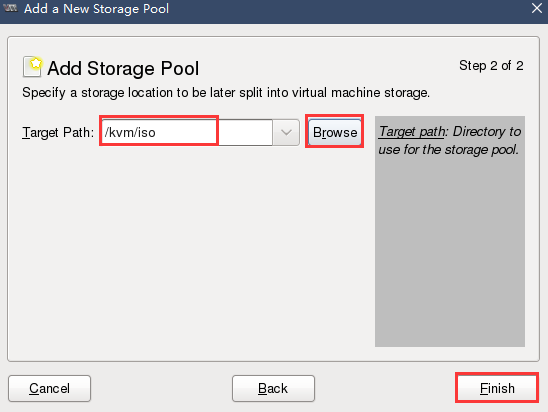 Add a New Storage Pool
Add Storage Pool
Step 2 of 2
Specify a storage location to be later split into virtual machine storage.
Target Path: /kvm/iso
Browse
Target path: Directory to
use for the storage pool.
Cancel
Back
Finish